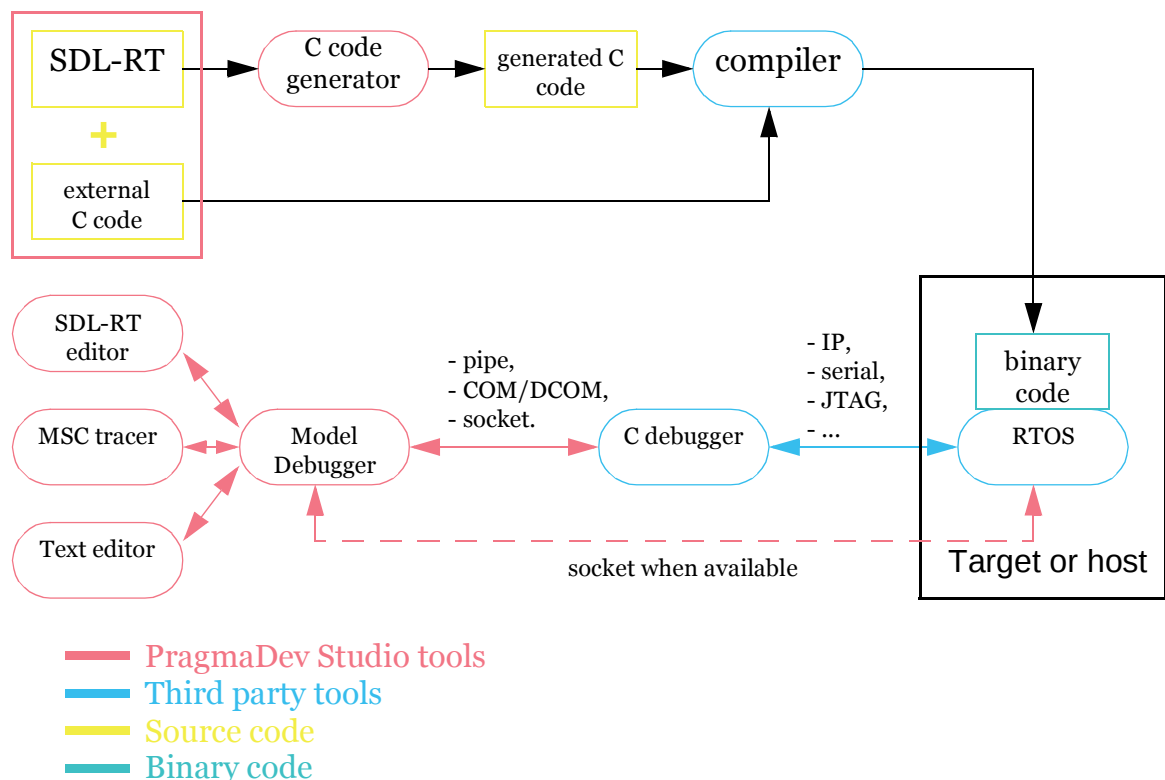 SDL-RT
+
external
C code
C code
generator
generated C
code
compiler
SDL-RT
editor
MSC tracer
Text editor
Model
Debugger
- pipe,
- COM/DCOM,
- socket.
C debugger
- IP,
- serial,
- JTAG,
- ...
binary
code
RTOS
socket when available
Target or host
PragmaDev Studio tools
Third party tools
Source code
Binary code